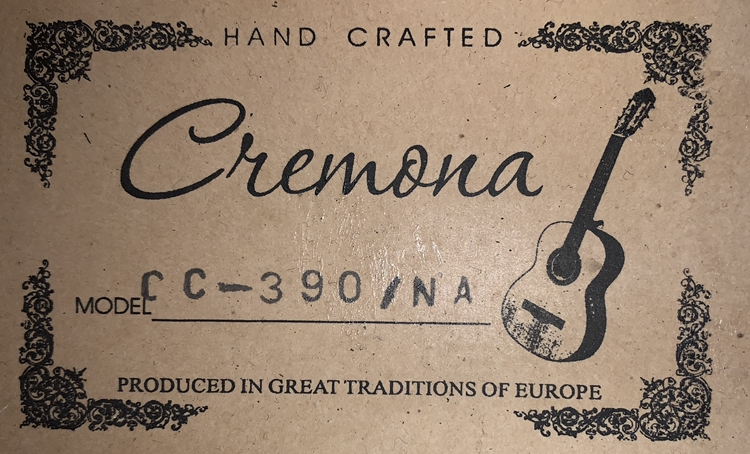 HAND CRAFTED
Cremona
MODEL CC-390/NA
PRODUCED IN GREAT TRADITIONS OF EUROPE